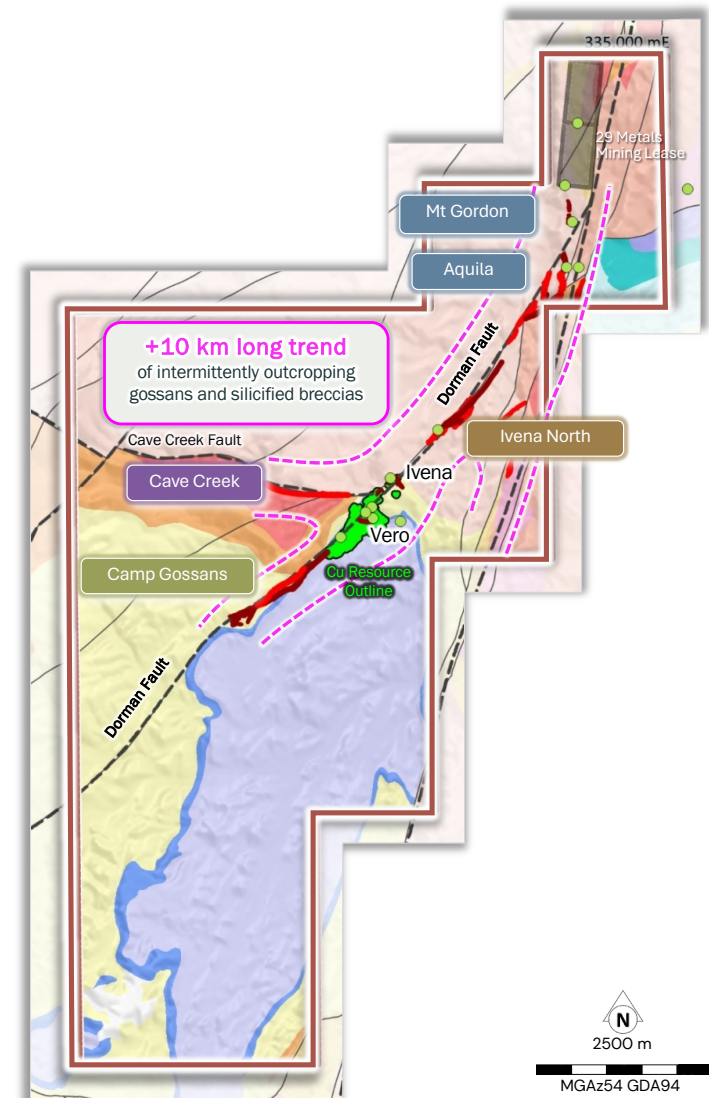 335,000 mE
29 Metals
Mining Lease
Mt Gordon
Aquila
+10 km long trend
of intermittently outcropping
gossans and silicified breccias
Dorman Fault
Cave Creek Fault
Ivena North
Ivena
Cave Creek
Vero
Camp Gossans
Cu Resource
Outline
Dorman Fault
N
2500 m
MGAz54 GDA94